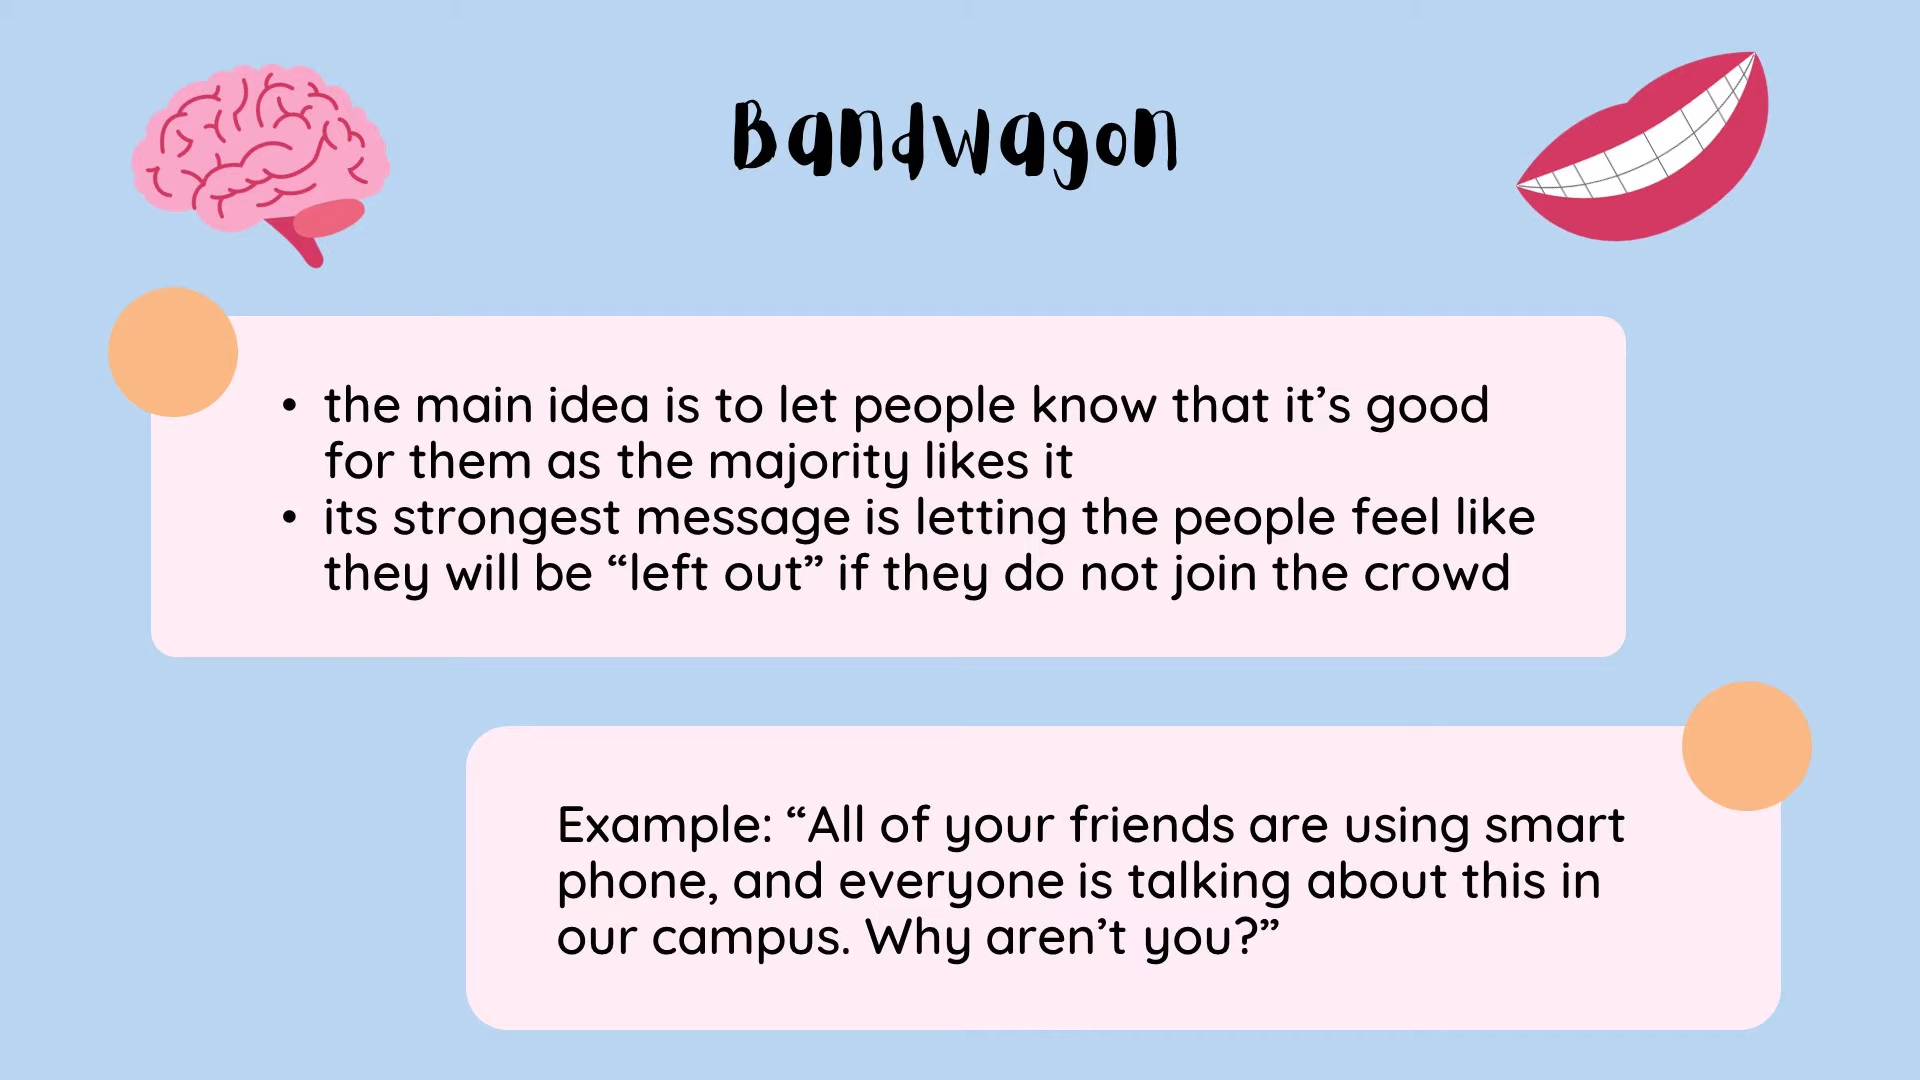 Bandwagon
• the main idea is to let people know that it’s good
for them as the majority likes it
• its strongest message is letting the people feel like
they will be “left out” if they do not join the crowd
Example: “All of your friends are using smart
phone, and everyone is talking about this in
our campus. Why aren’t you?”